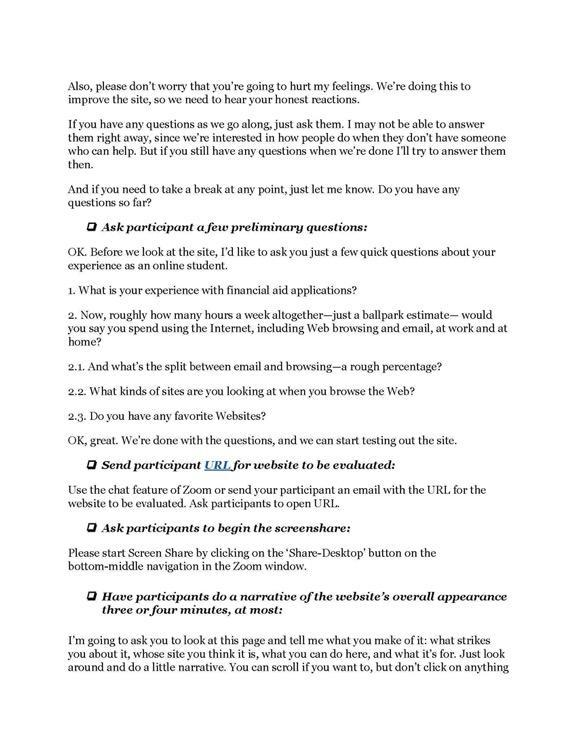 Also, please don’t worry that you’re going to hurt my feelings. We’re doing this to
improve the site, so we need to hear your honest reactions.
If you have any questions as we go along, just ask them. I may not be able to answer
them right away, since we’re interested in how people do when they don’t have someone
who can help. But if you still have any questions when we’re done I’ll try to answer them
then.
And if you need to take a break at any point, just let me know. Do you have any
questions so far?
❏ Ask participant a few preliminary questions:
OK. Before we look at the site, I’d like to ask you just a few quick questions about your
experience as an online student.
1. What is your experience with financial aid applications?
2. Now, roughly how many hours a week altogether—just a ballpark estimate— would
you say you spend using the Internet, including Web browsing and email, at work and at
home?
2.1. And what’s the split between email and browsing—a rough percentage?
2.2. What kinds of sites are you looking at when you browse the Web?
2.3. Do you have any favorite Websites?
OK, great. We’re done with the questions, and we can start testing out the site.
❏ Send participant URL for website to be evaluated:
Use the chat feature of Zoom or send your participant an email with the URL for the
website to be evaluated. Ask participants to open URL.
❏ Ask participants to begin the screenshare:
Please start Screen Share by clicking on the ‘Share-Desktop’ button on the
bottom-middle navigation in the Zoom window.
❏ Have participants do a narrative of the website’s overall appearance
three or four minutes, at most:
I’m going to ask you to look at this page and tell me what you make of it: what strikes
you about it, whose site you think it is, what you can do here, and what it’s for. Just look
around and do a little narrative. You can scroll if you want to, but don’t click on anything